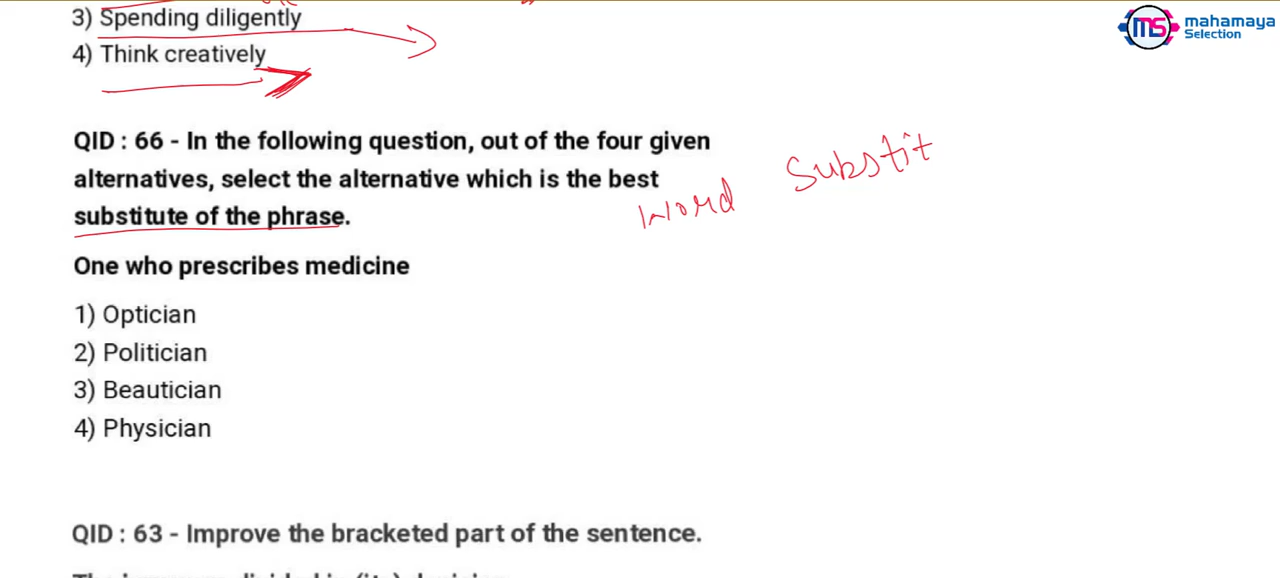 3) Spending diligently
4) Think creatively
mahamaya
Selection
MS
QID : 66 - In the following question, out of the four given
alternatives, select the alternative which is the best
substitute of the phrase.
Word Substit
One who prescribes medicine
1) Optician
2) Politician
3) Beautician
4) Physician
QID : 63 - Improve the bracketed part of the sentence.